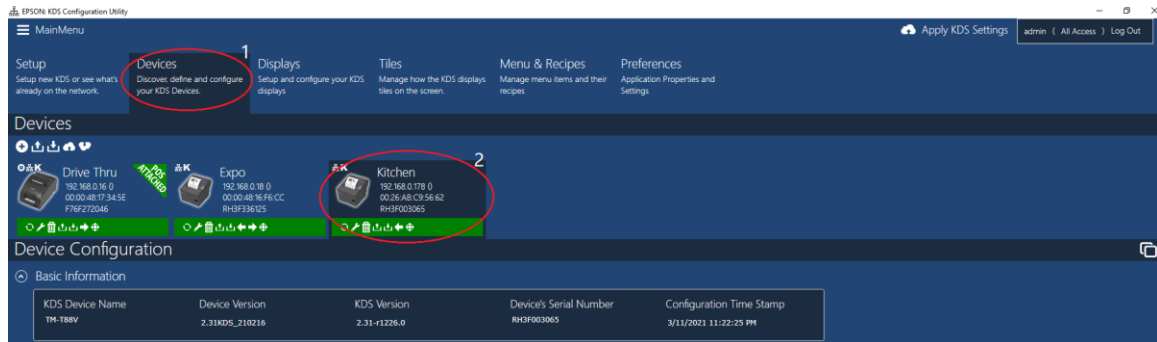 EPSON: KDS Configuration Utility
MainMenu
Apply KDS Settings
admin ( All Access ) Log Out
1
Setup
Setup new KDS or see what's
already on the network.
Devices
Discover, define and configure
your KDS Devices.
Displays
Setup and configure your KDS
displays
Tiles
Manage how the KDS displays
tiles on the screen.
Menu & Recipes
Manage menu items and their
recipes
Preferences
Application Properties and
Settings
Devices
K
Drive Thru
192.168.0.16 ()
00:00:48:17:34:5E
F76F272046
POS
ATTACHED
K
Expo
192.168.0.18 ()
00:00:48:16:F6:CC
RH3F336125
2
K
Kitchen
192.168.0.178 ()
00:26:AB:C9:56:62
RH3F003065
Device Configuration
Basic Information
KDS Device Name
TM-T88V
Device Version
2.31KDS_210216
KDS Version
2.31-r1226.0
Device's Serial Number
RH3F003065
Configuration Time Stamp
3/11/2021 11:22:25 PM